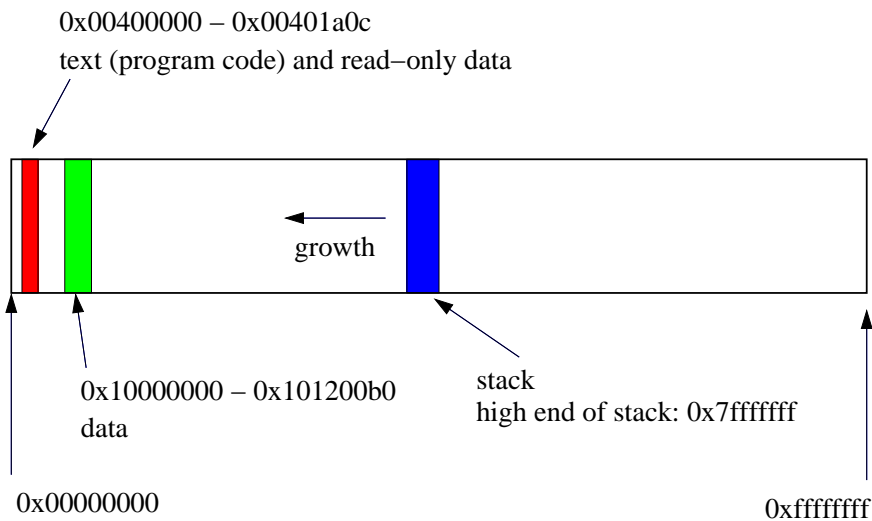 0x00400000 – 0x00401a0c
text (program code) and read–only data
growth
0x10000000 – 0x101200b0
data
stack
high end of stack: 0x7fffffff
0x00000000
0xffffffff